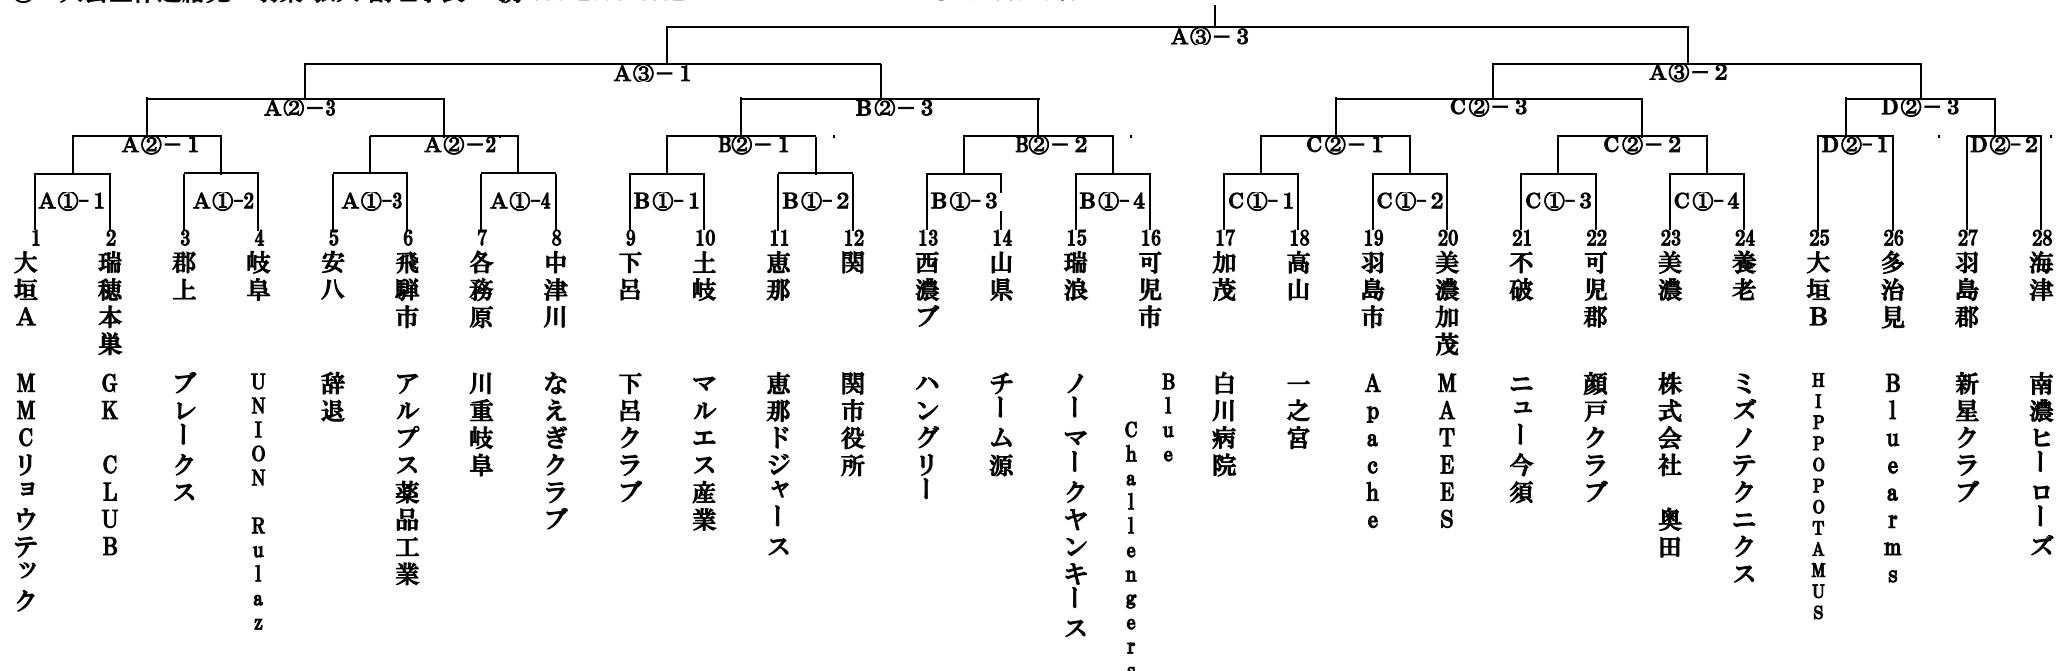 A③－3
A③－1
A③－2
A②－3
B②－3
C②－3
D②－3
A②－1
A②－2
B②－1
B②－2
C②－1
C②－2
D②-1
D②-2
A①-1
A①-2
A①-3
A①-4
B①-1
B①-2
B①-3
B①-4
C①-1
C①-2
C①-3
C①-4
1
2
3
4
5
6
7
8
9
10
11
12
13
14
15
16
17
18
19
20
21
22
23
24
25
26
27
28
大垣A
瑞穂本巣
郡上
岐阜
安八
飛騨市
各務原
中津川
下呂
土岐
恵那
関
西濃ブ
山県
瑞浪
可児市
加茂
高山
羽島市
美濃加茂
不破
可児郡
美濃
養老
大垣B
多治見
羽島郡
海津
MMCリョウテック
GK CLUB
ブレークス
UNION Rulaz
辞退
アルプス薬品工業
川重岐阜
なえぎクラブ
下呂クラブ
マルエス産業
恵那ドジャース
関市役所
ハングリー
チーム源
ノーマークヤンキース
Blue
Challengers
白川病院
一之宮
Apache
MATEES
ニュー今須
顔戸クラブ
株式会社 奥田
ミズノテクニクス
HIPPOPOTAMUS
Bluearms
新星クラブ
南濃ヒーローズ